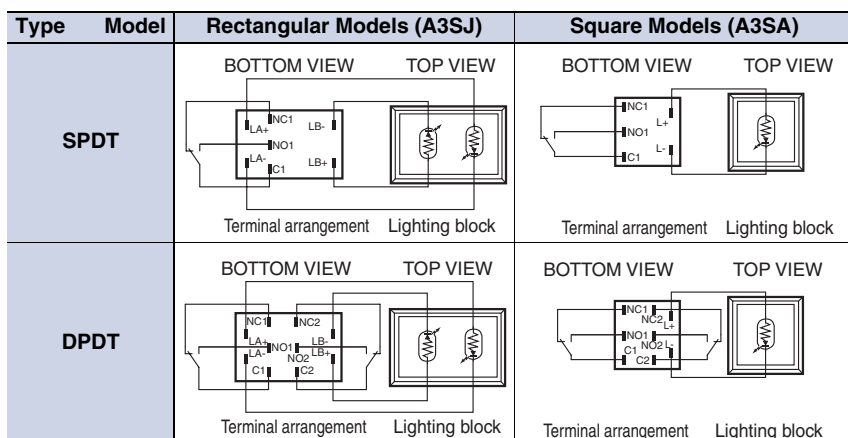 Type Model Rectangular Models (A3SJ) Square Models (A3SA)
SPDT
BOTTOM VIEW TOP VIEW
NC1
LA+ LB-
NO1
LA- LB+
C1
Terminal arrangement Lighting block
BOTTOM VIEW TOP VIEW
NC1
L+
NO1
L-
C1
Terminal arrangement Lighting block
DPDT
BOTTOM VIEW TOP VIEW
NC1 NC2
LA+ LB-
NO1
LA- NO2 LB+
C1 C2
Terminal arrangement Lighting block
BOTTOM VIEW TOP VIEW
NC1
NC2 L+
NO1
C1 NO2 L-
C2
Terminal arrangement Lighting block